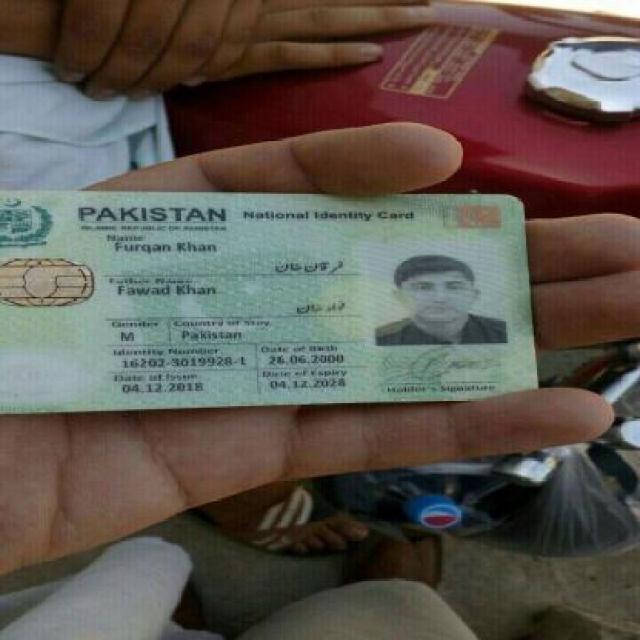 PAKISTAN National Identity Card
ISLAMIC REPUBLIC OF PAKISTAN
Name
Furqan Khan
فرقان خان
Father Name
Fawad Khan
فواد خان
Gender Country of Stay
M Pakistan
Identity Number Date of Birth
16202-3019928-1 26.06.2000
Date of Issue Date of Expiry
04.12.2018 04.12.2028
Holder's Signature